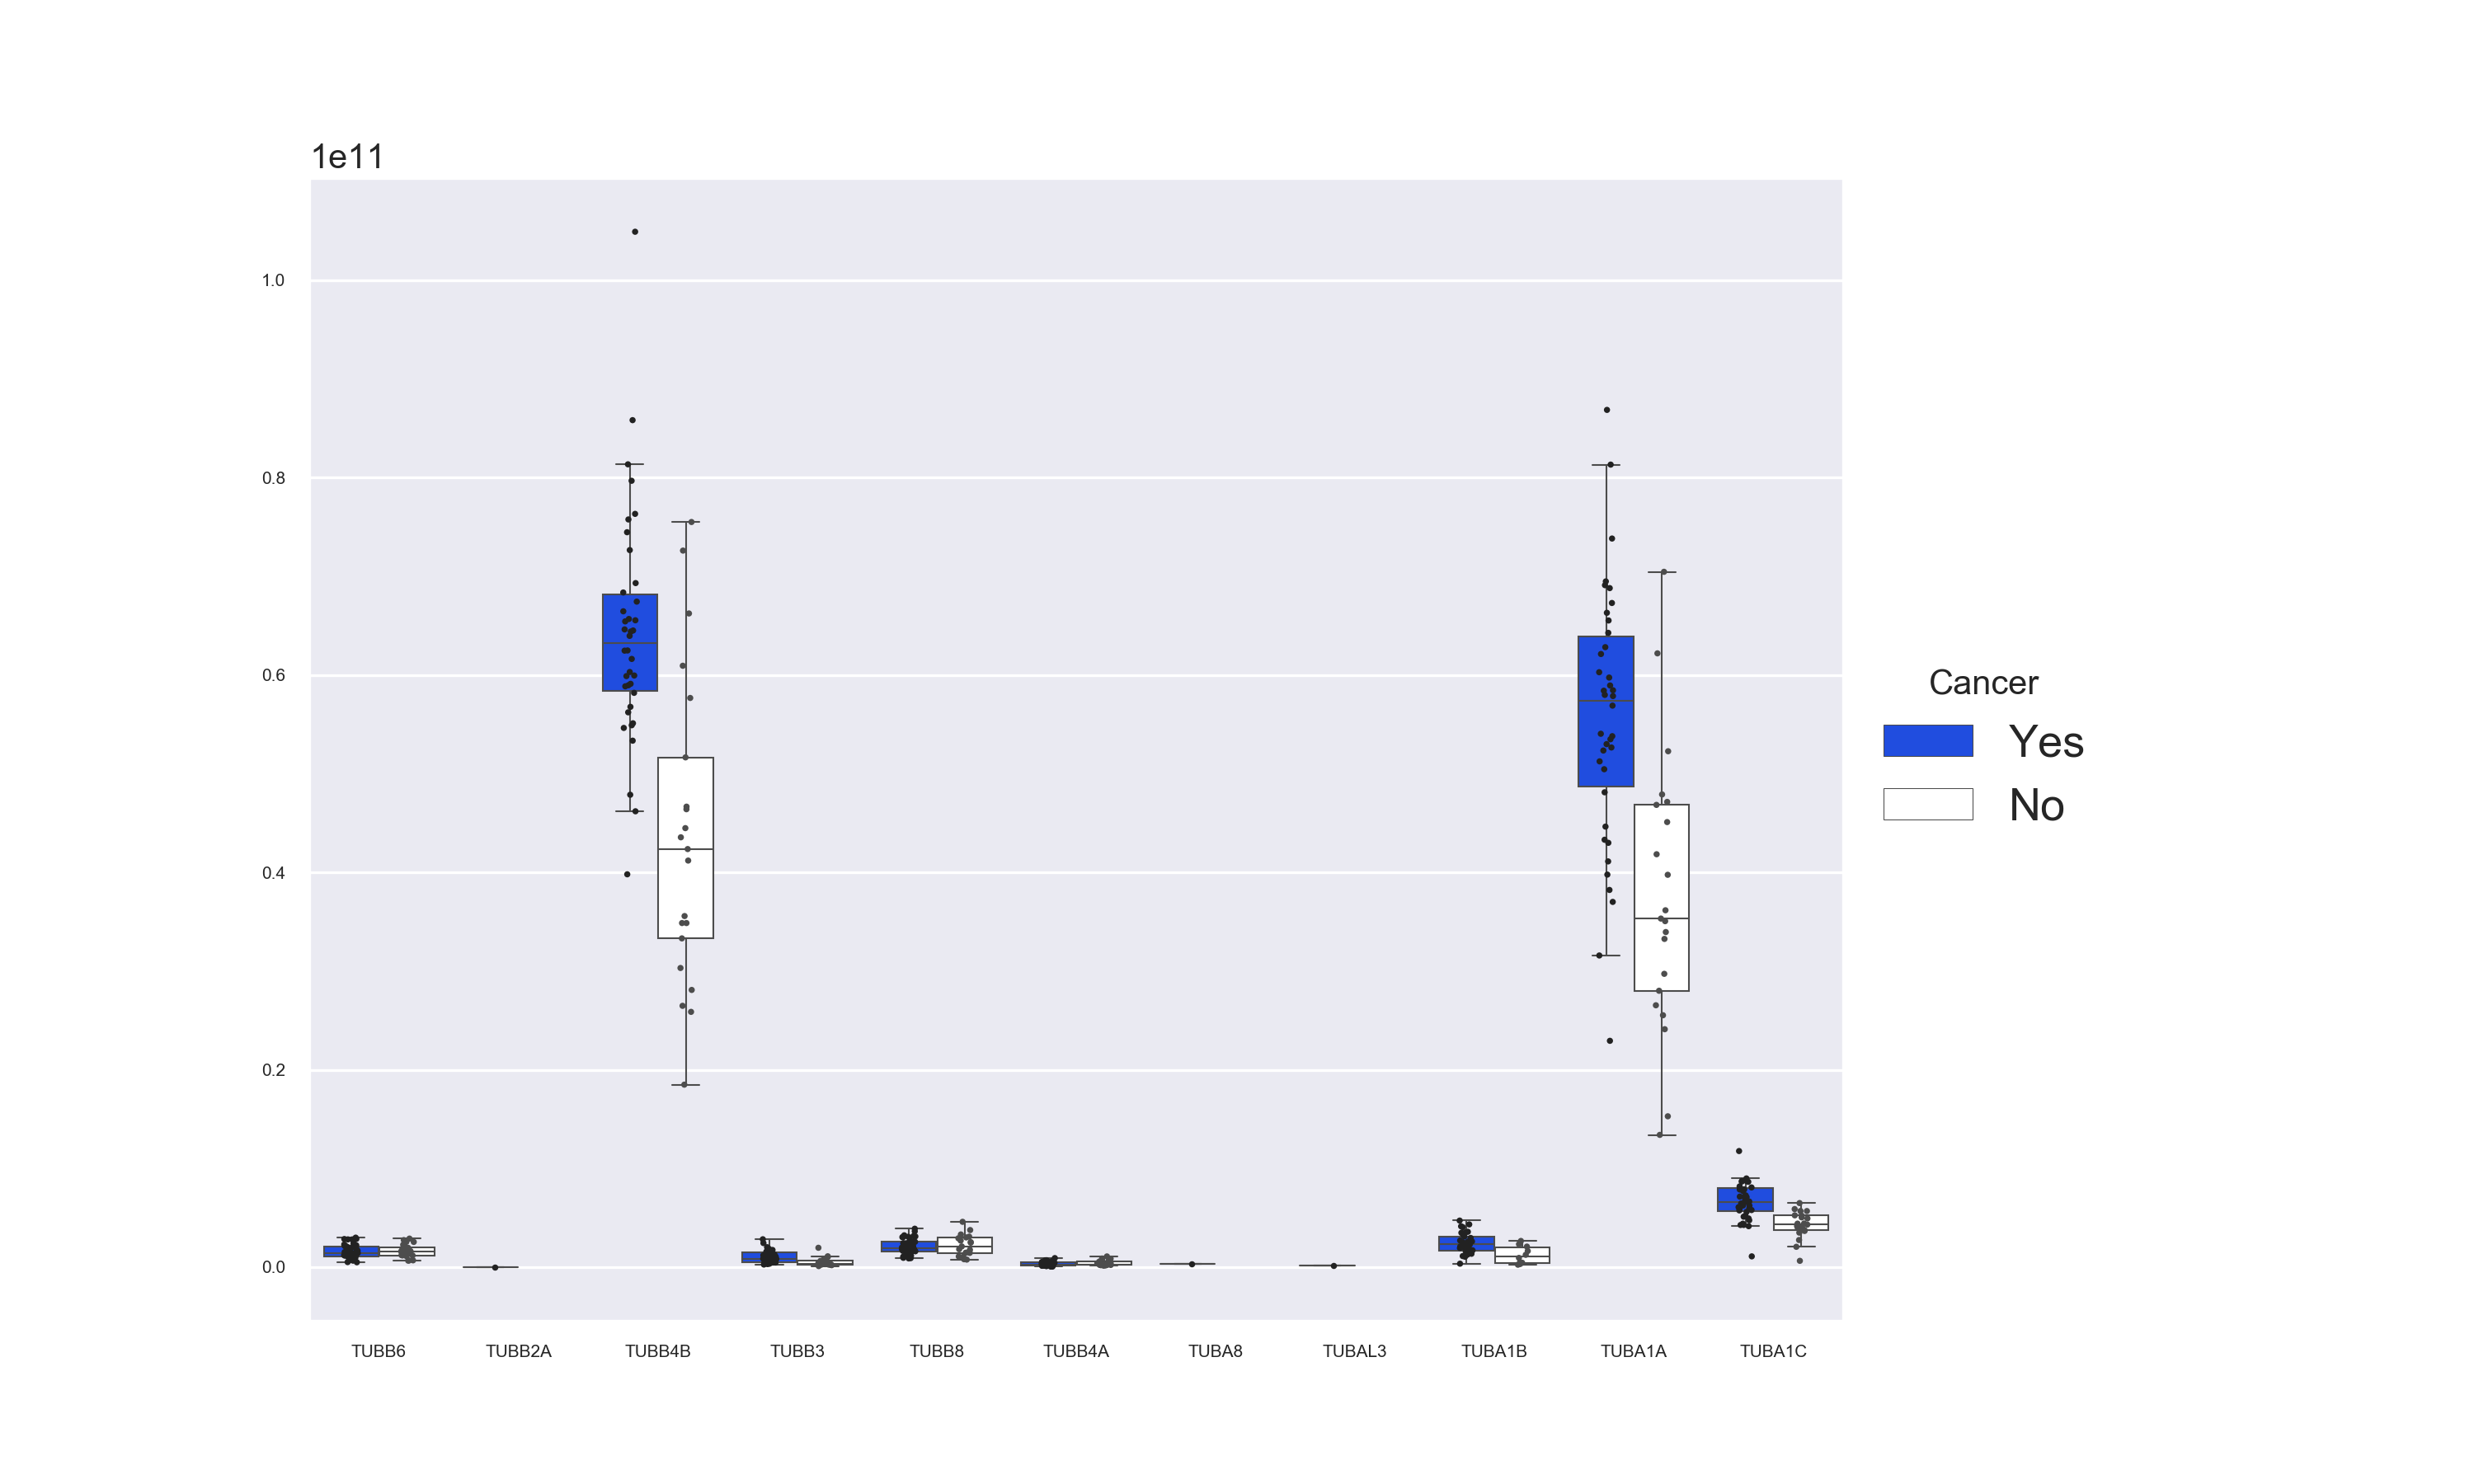 1e11
1.0
0.8
0.6
0.4
0.2
0.0
TUBB6 TUBB2A TUBB4B TUBB3 TUBB8 TUBB4A TUBA8 TUBAL3 TUBA1B TUBA1A TUBA1C
Cancer
Yes
No